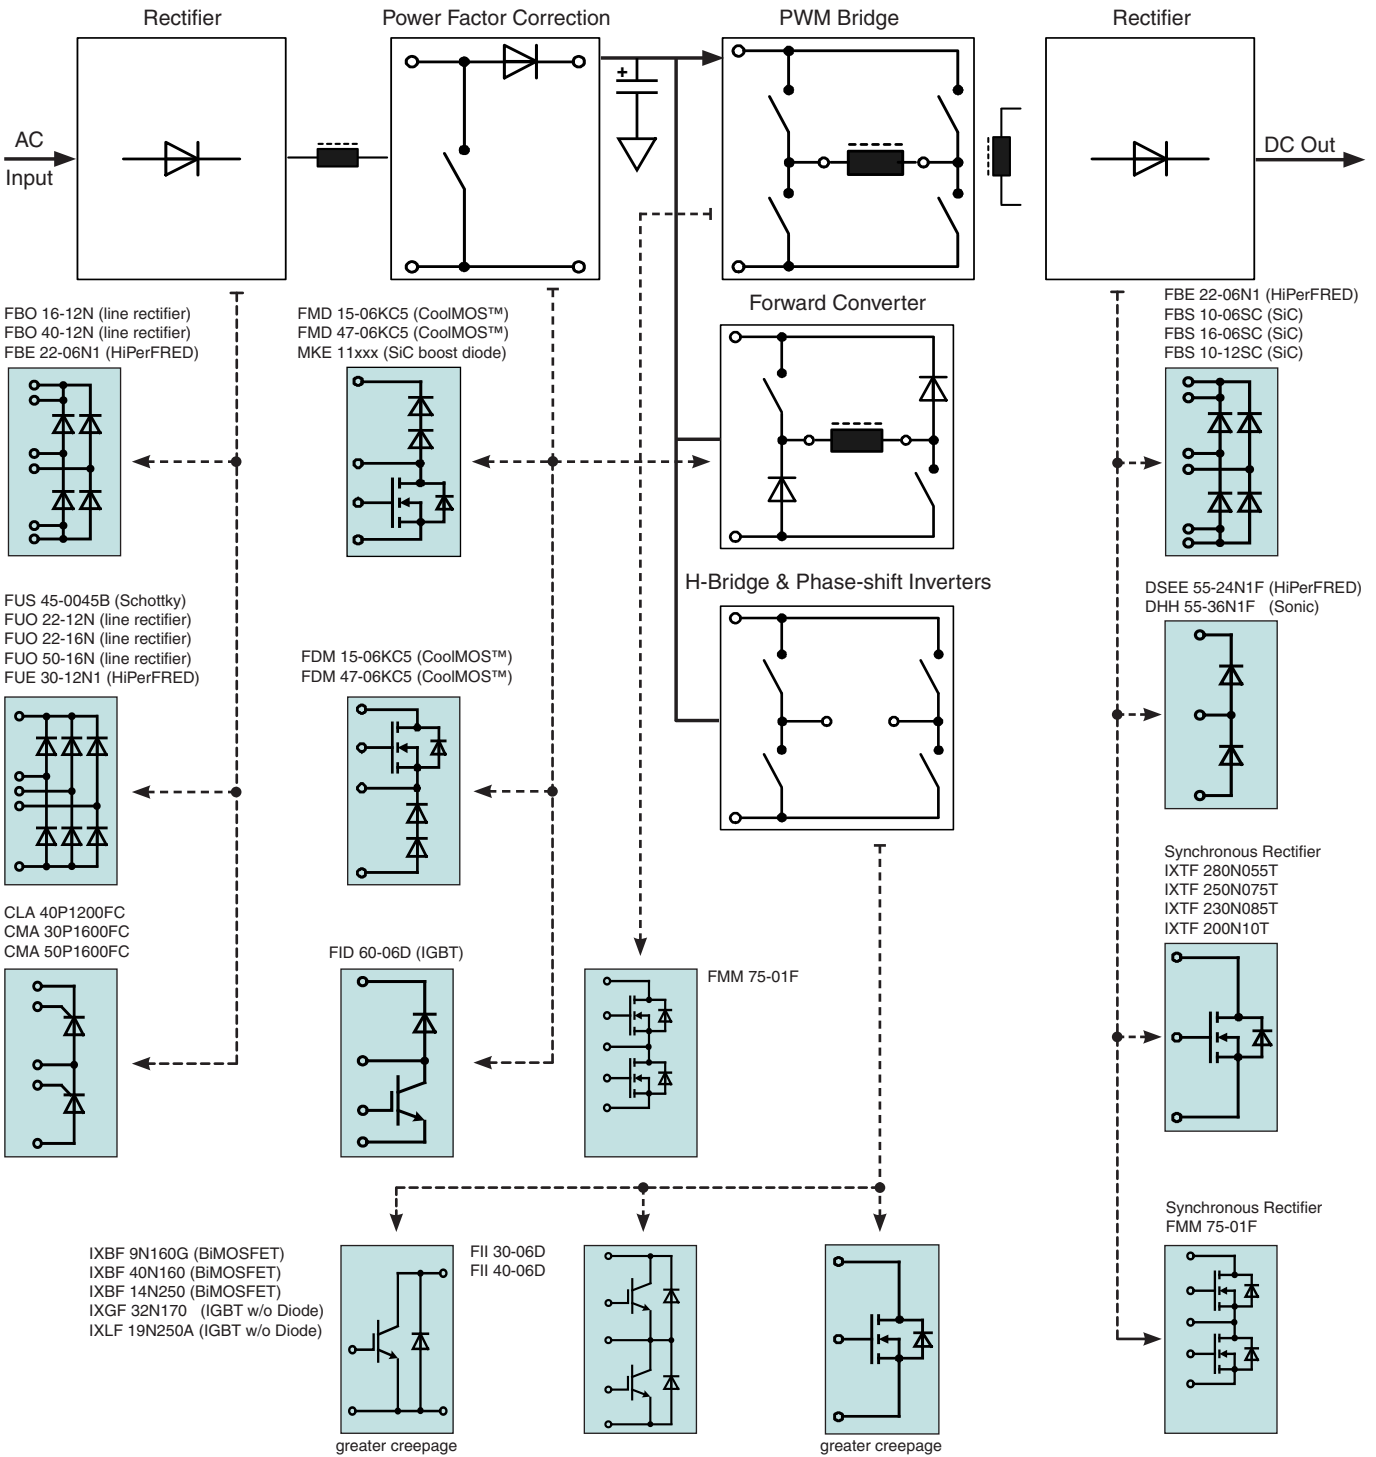 Rectifier
Power Factor Correction
PWM Bridge
Rectifier
AC
Input
+
DC Out
FBO 16-12N (line rectifier)
FBO 40-12N (line rectifier)
FBE 22-06N1 (HiPerFRED)
FMD 15-06KC5 (CoolMOS™)
FMD 47-06KC5 (CoolMOS™)
MKE 11xxx (SiC boost diode)
Forward Converter
FBE 22-06N1 (HiPerFRED)
FBS 10-06SC (SiC)
FBS 16-06SC (SiC)
FBS 10-12SC (SiC)
H-Bridge & Phase-shift Inverters
DSEE 55-24N1F (HiPerFRED)
DHH 55-36N1F (Sonic)
FUS 45-0045B (Schottky)
FUO 22-12N (line rectifier)
FUO 22-16N (line rectifier)
FUO 50-16N (line rectifier)
FUE 30-12N1 (HiPerFRED)
FDM 15-06KC5 (CoolMOS™)
FDM 47-06KC5 (CoolMOS™)
Synchronous Rectifier
IXTF 280N055T
IXTF 250N075T
IXTF 230N085T
IXTF 200N10T
CLA 40P1200FC
CMA 30P1600FC
CMA 50P1600FC
FID 60-06D (IGBT)
FMM 75-01F
Synchronous Rectifier
FMM 75-01F
IXBF 9N160G (BiMOSFET)
IXBF 40N160 (BiMOSFET)
IXBF 14N250 (BiMOSFET)
IXGF 32N170 (IGBT w/o Diode)
IXLF 19N250A (IGBT w/o Diode)
FII 30-06D
FII 40-06D
greater creepage
greater creepage